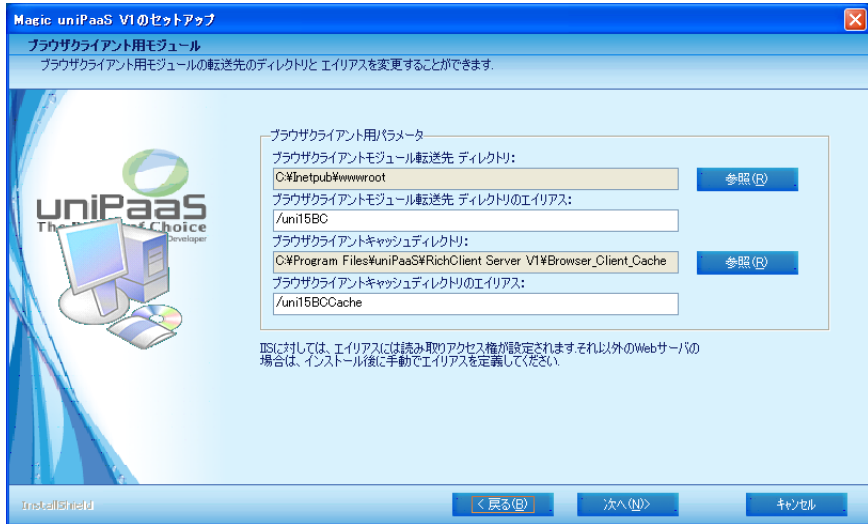 Magic uniPaaS V1のセットアップ
ブラウザクライアント用モジュール
ブラウザクライアント用モジュールの転送先のディレクトリと エイリアスを変更することができます.
uniPaaS
The
of Choice
Developer
ブラウザクライアント用パラメータ
ブラウザクライアントモジュール転送先 ディレクトリ:
C:¥Inetpub¥wwwroot
参照(R)
ブラウザクライアントモジュール転送先 ディレクトリのエイリアス:
/uni15BC
ブラウザクライアントキャッシュディレクトリ:
C:¥Program Files¥uniPaaS¥RichClient Server V1¥Browser_Client_Cache
参照(R)
ブラウザクライアントキャッシュディレクトリのエイリアス:
/uni15BCCache
IISに対しては、エイリアスには読み取りアクセス権が設定されます.それ以外のWebサーバの
場合は、インストール後に手動でエイリアスを定義してください.
InstallShield
< 戻る(B)
次へ(N)>
キャンセル